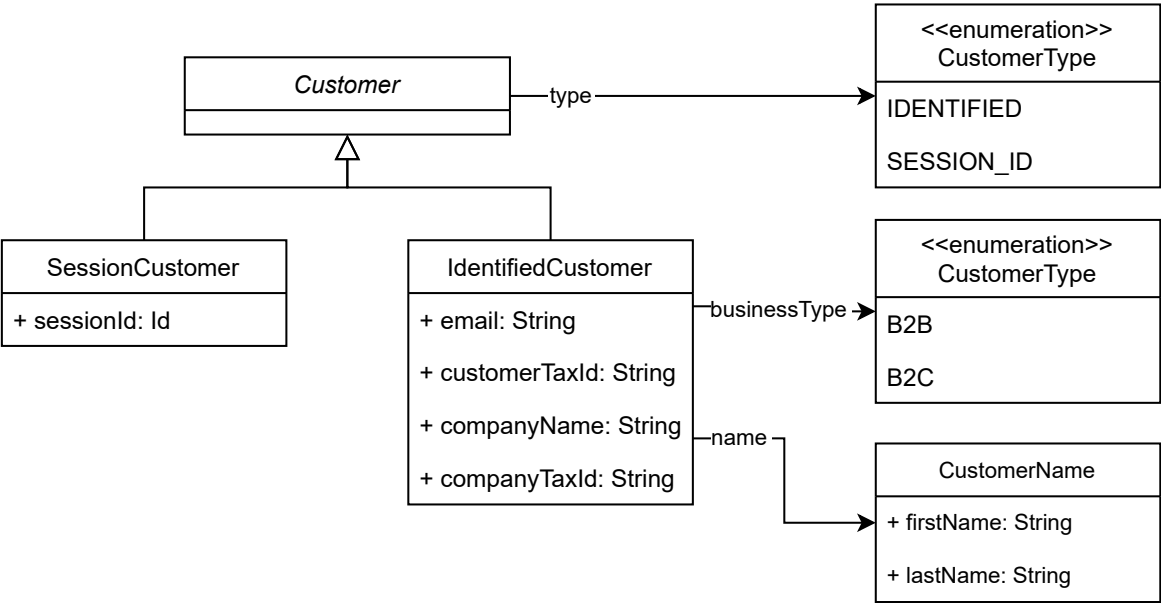 Customer
type
<<enumeration>>
CustomerType
IDENTIFIED
SESSION_ID
SessionCustomer
+ sessionId: Id
IdentifiedCustomer
+ email: String
+ customerTaxId: String
+ companyName: String
+ companyTaxId: String
businessType
<<enumeration>>
CustomerType
B2B
B2C
name
CustomerName
+ firstName: String
+ lastName: String